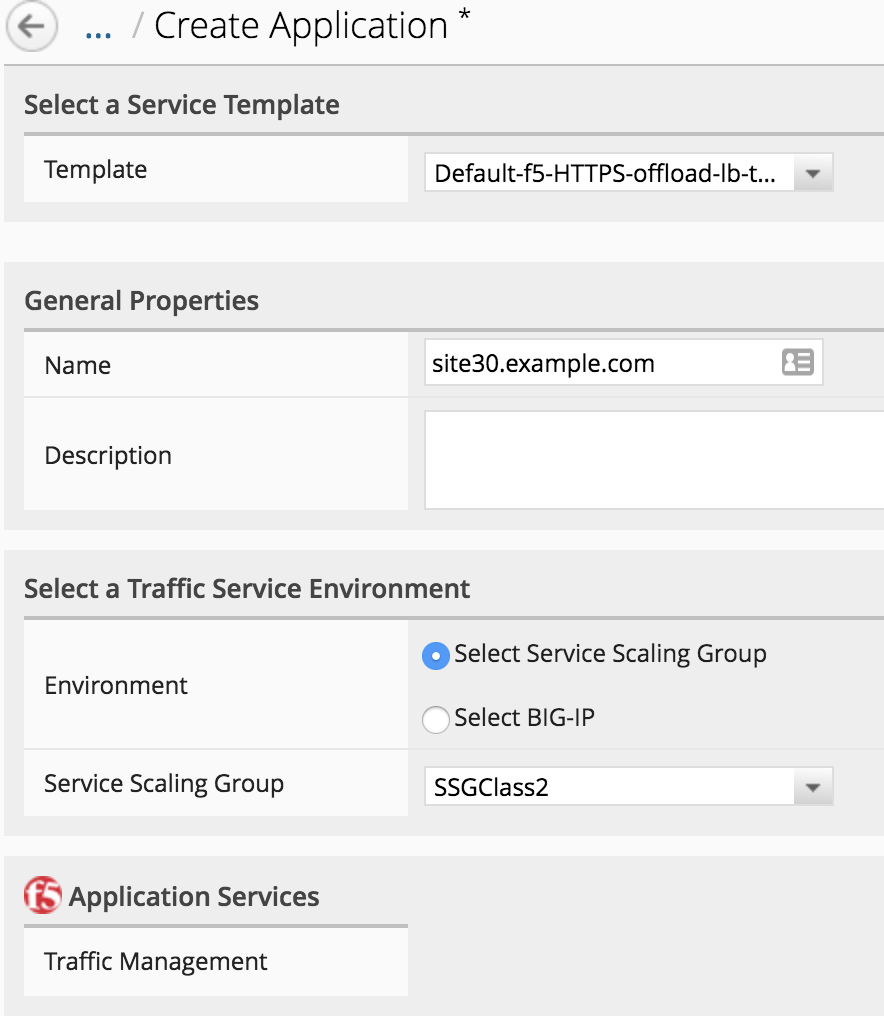 ... / Create Application *
Select a Service Template
Template
Default-f5-HTTPS-offload-lb-t...
General Properties
Name
site30.example.com
Description
Select a Traffic Service Environment
Environment
Select Service Scaling Group
Select BIG-IP
Service Scaling Group
SSGClass2
f5 Application Services
Traffic Management